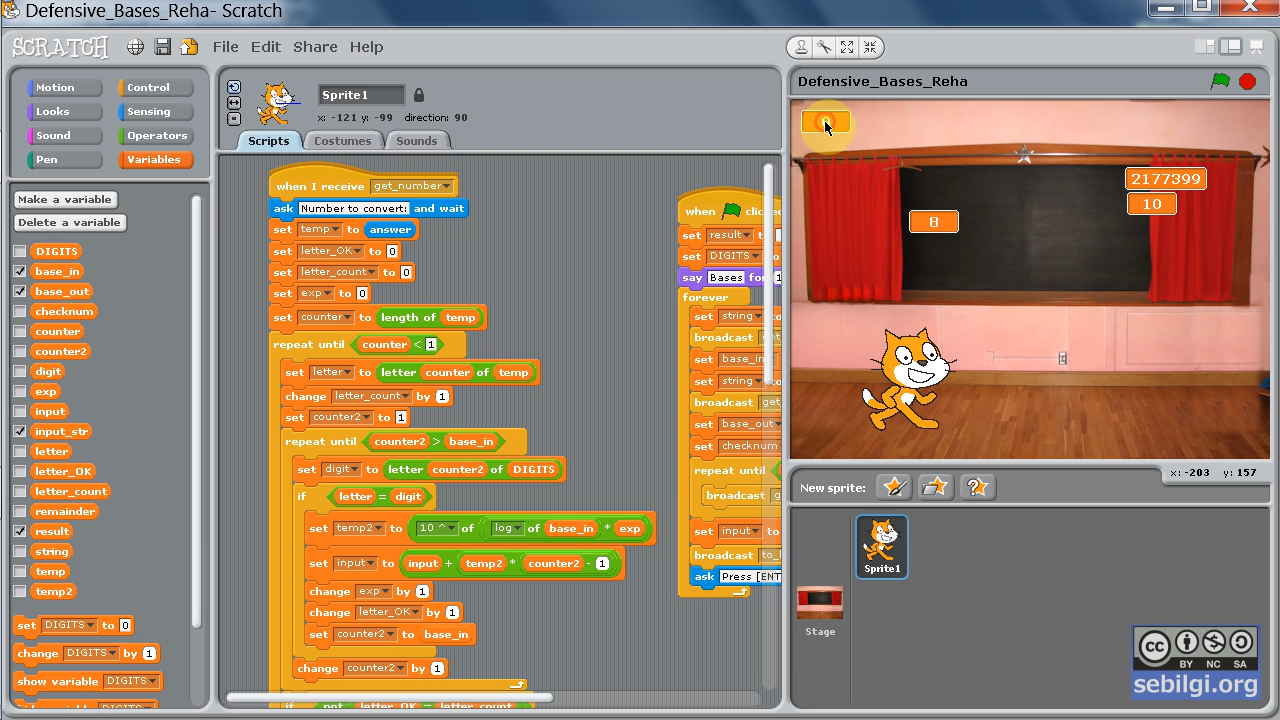 Defensive_Bases_Reha- Scratch
SCRATCH
File Edit Share Help
Motion Control
Looks Sensing
Sound Operators
Pen Variables
Make a variable
Delete a variable
DIGITS
base_in
base_out
checknum
counter
counter2
digit
exp
input
input_str
letter
letter_OK
letter_count
remainder
result
string
temp
temp2
set DIGITS to 0
change DIGITS by 1
show variable DIGITS
Sprite1
x: -121 y: -99 direction: 90
Scripts Costumes Sounds
when I receive get_number
ask Number to convert: and wait
set temp to answer
set letter_OK to 0
set letter_count to 0
set exp to 0
set counter to length of temp
repeat until counter < 1
set letter to letter counter of temp
change letter_count by 1
set counter2 to 1
repeat until counter2 > base_in
set digit to letter counter2 of DIGITS
if letter = digit
set temp2 to 10 ^ of log of base_in * exp
set input to input + temp2 * counter2 - 1
change exp by 1
change letter_OK by 1
set counter2 to base_in
change counter2 by 1
if not letter_OK = letter_count
when
set result
set DIGITS
say Bases
forever
set string
broadcast
set base_in
set string
broadcast
set base_out
set checknum
repeat until
broadcast
set input
broadcast
ask Press [ENT
Defensive_Bases_Reha
2177399
10
8
x: -203 y: 157
New sprite:
Sprite1
Stage
CC BY NC SA
sebilgi.org